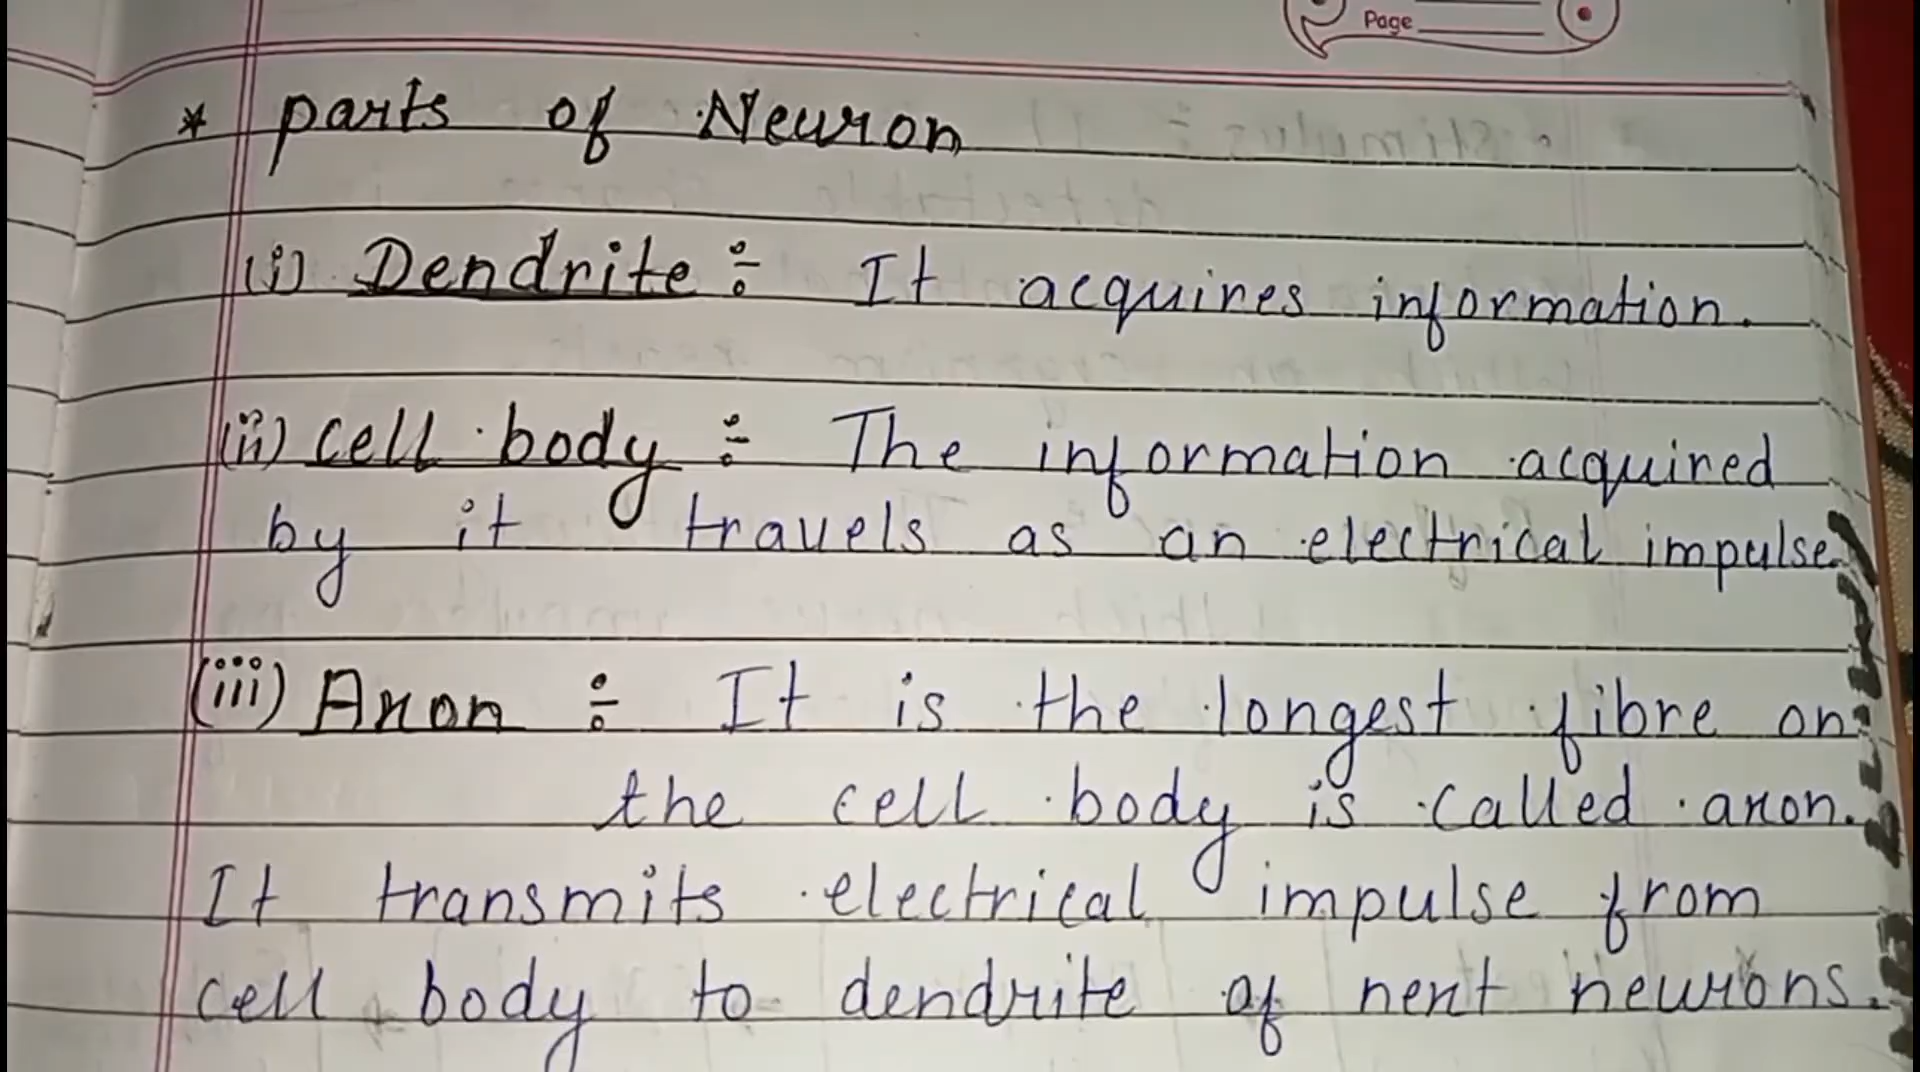 Page
* parts of Neuron
(i) Dendrite ÷ It acquires information.
(ii) cell body ÷ The information acquired
by it travels as an electrical impulse.
(iii) Axon ÷ It is the longest fibre on
the cell body is called axon.
It transmits electrical impulse from
cell body to dendrite of next neurons.